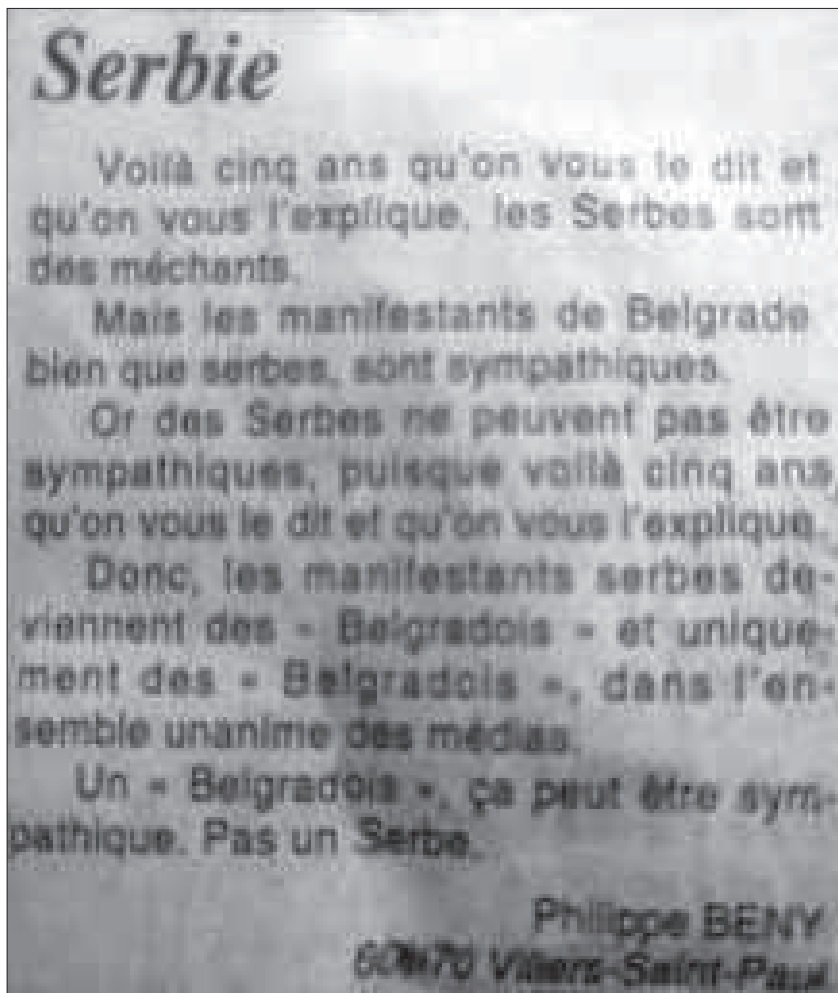 Serbie
Voilà cinq ans qu'on vous le dit et
qu'on vous l'explique, les Serbes sont
des méchants.
Mais les manifestants de Belgrade
bien que serbes, sont sympathiques.
Or des Serbes ne peuvent pas être
sympathiques, puisque voilà cinq ans
qu'on vous le dit et qu'on vous l'explique.
Donc, les manifestants serbes de-
viennent des « Belgradois » et unique-
ment des « Belgradois », dans l'en-
semble unanime des médias.
Un « Belgradois », ça peut être sym-
pathique. Pas un Serbe.
Philippe BENY
Villers-Saint-Paul